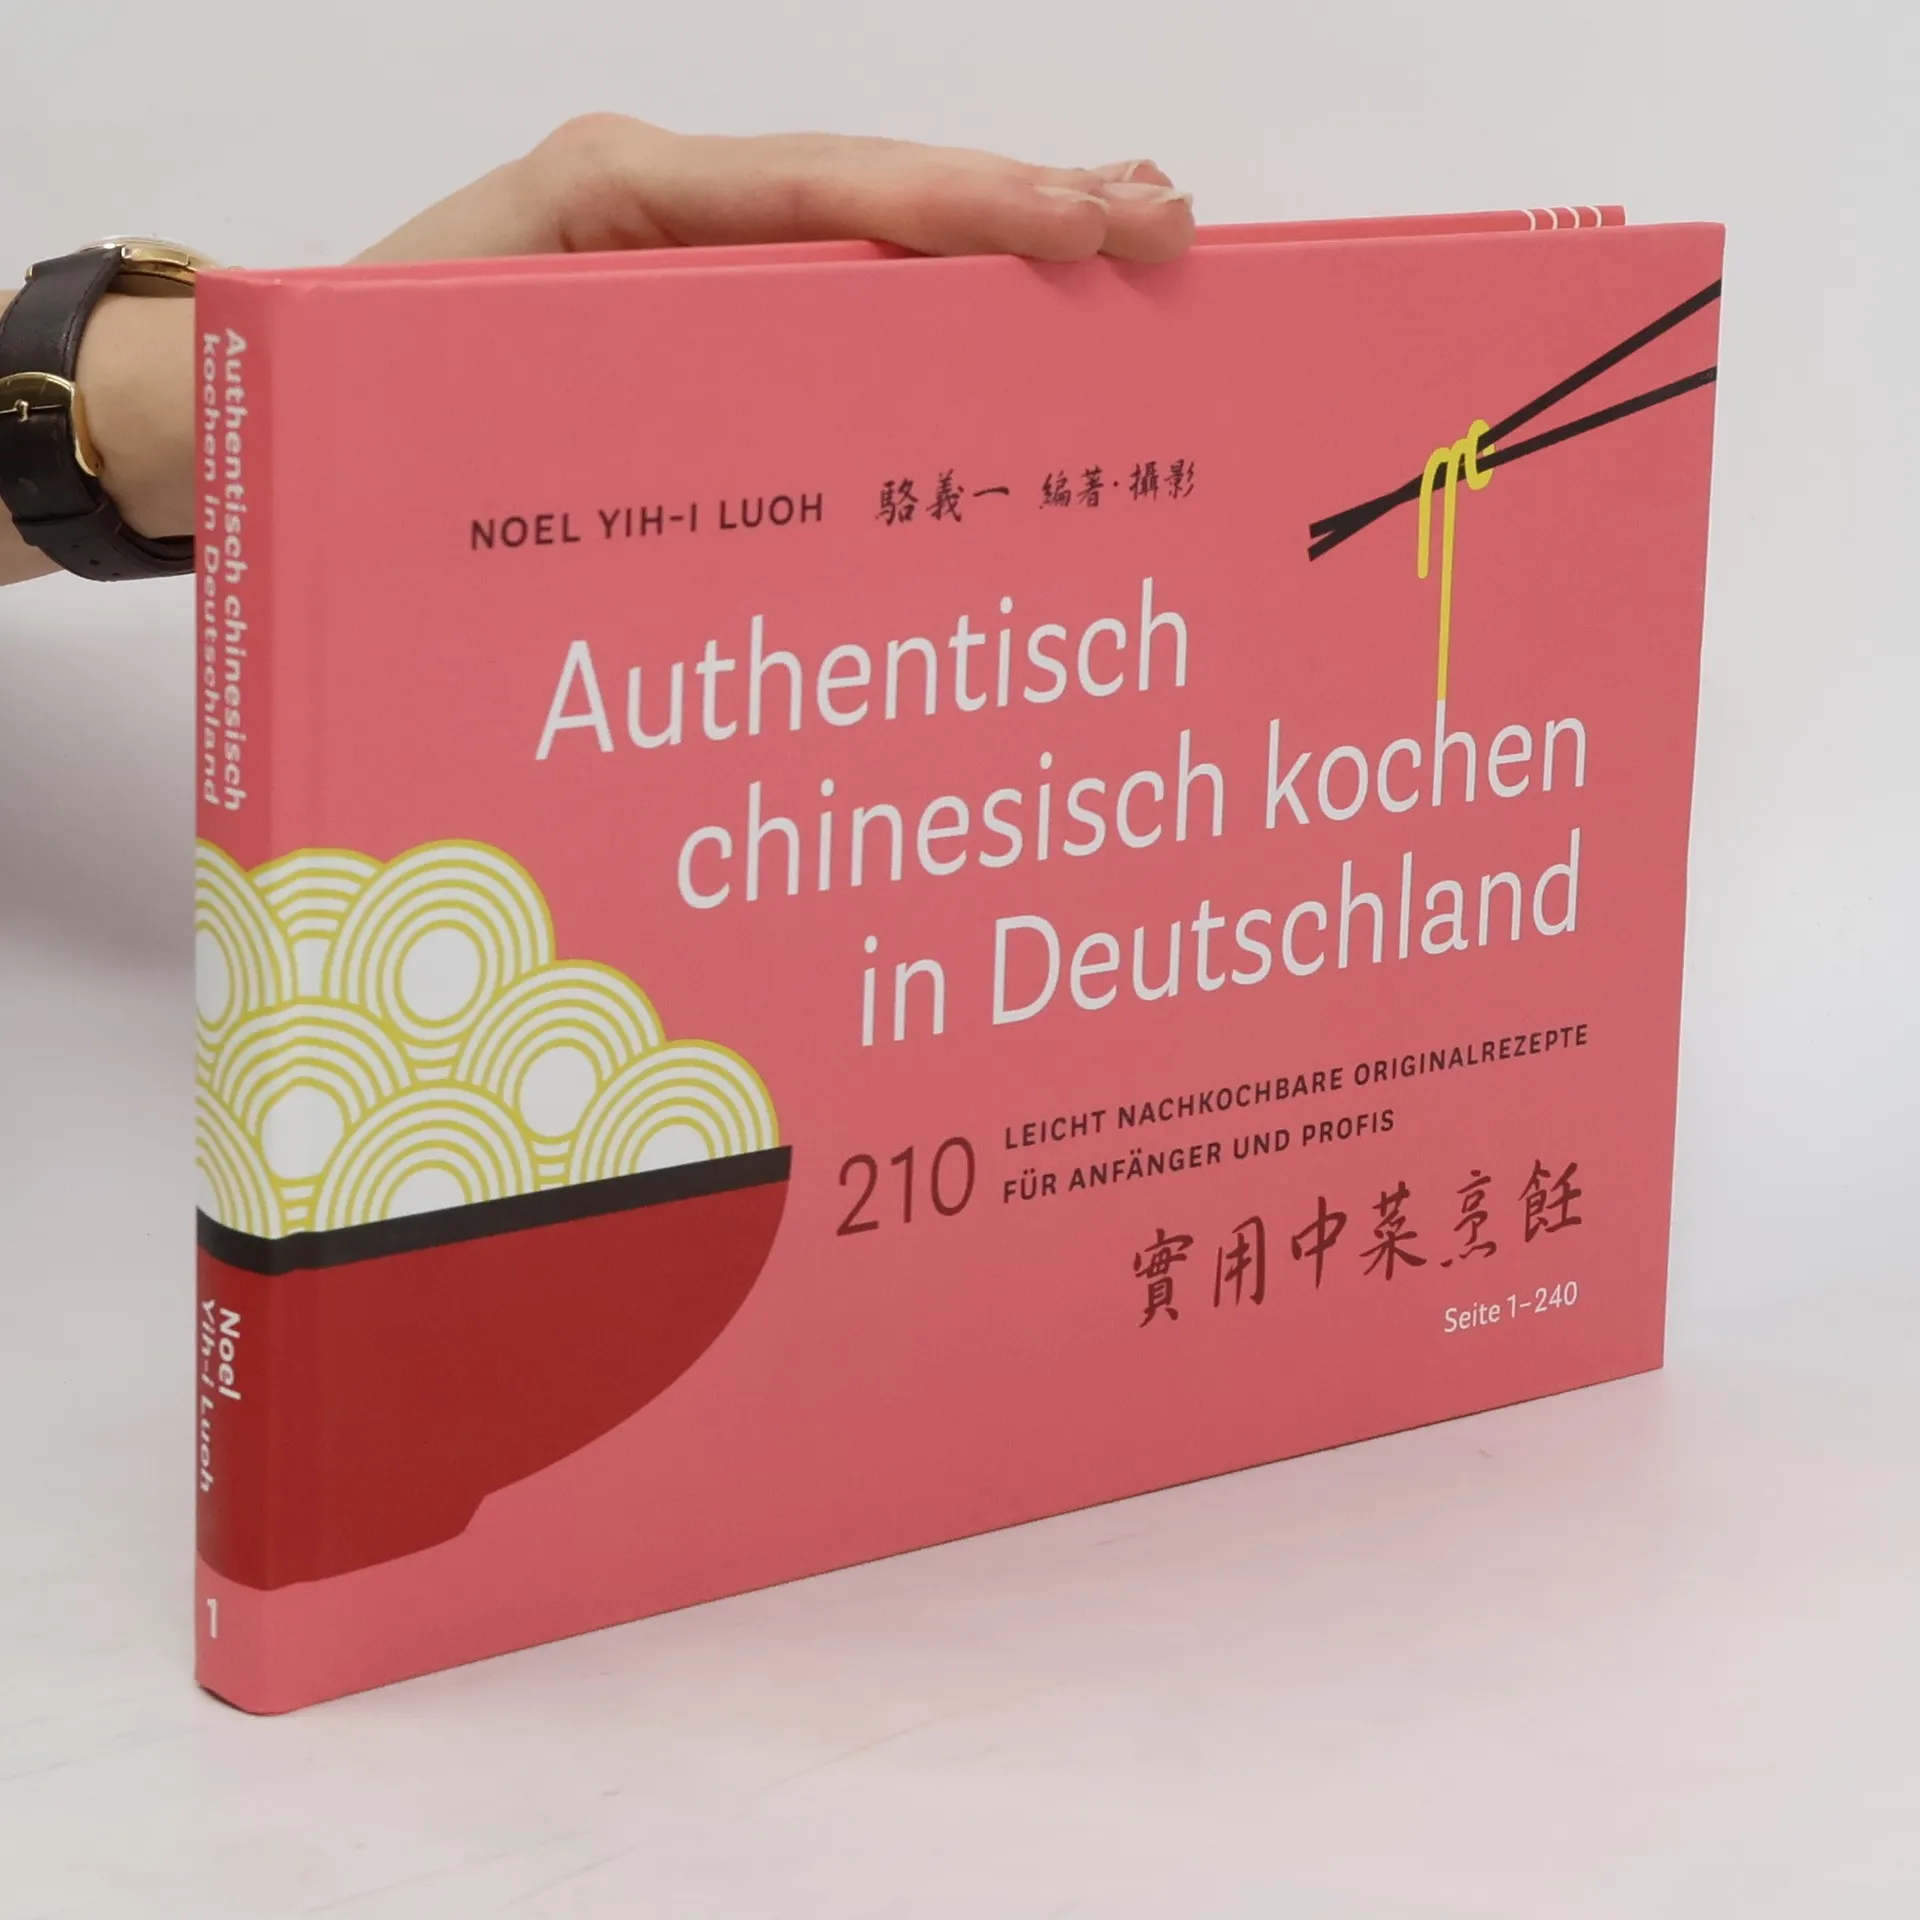 NOEL YIH-I LUOH 駱義一 編著·攝影
Authentisch
chinesisch kochen
in Deutschland
210 LEICHT NACHKOCHBARE ORIGINALREZEPTE
FÜR ANFÄNGER UND PROFIS
實用中菜烹飪
Seite 1–240
Authentisch chinesisch
kochen in Deutschland
Noel
Yih-I Luoh
1